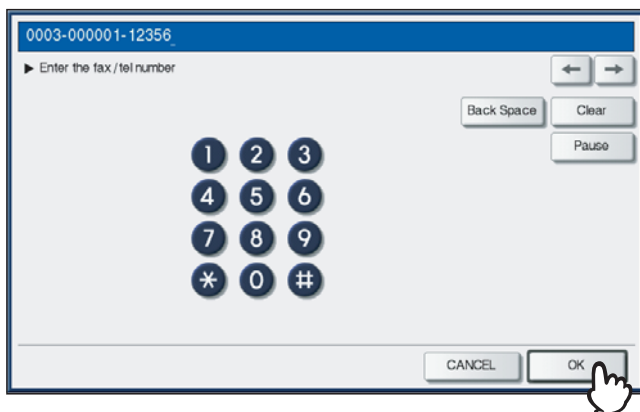 0003-000001-12356_
▶ Enter the fax/tel number
← →
Back Space Clear
Pause
1 2 3
4 5 6
7 8 9
* 0 #
CANCEL OK